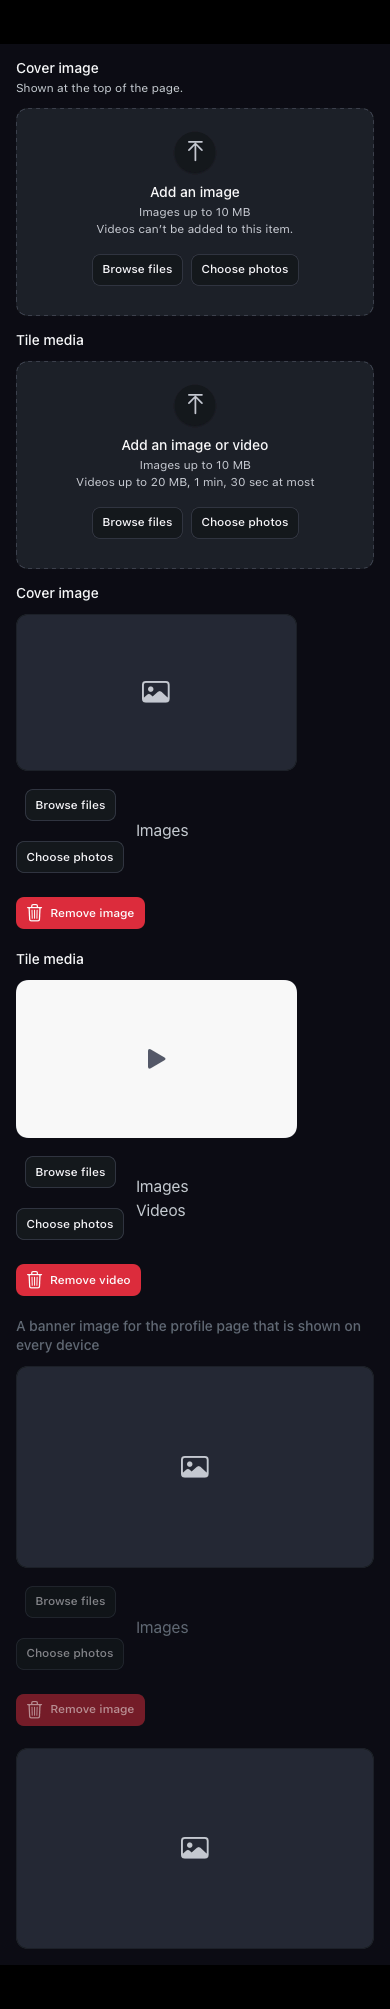 Cover image
Shown at the top of the page.
Add an image
Images up to 10 MB
Videos can't be added to this item.
Browse files
Choose photos
Tile media
Add an image or video
Images up to 10 MB
Videos up to 20 MB, 1 min, 30 sec at most
Browse files
Choose photos
Cover image
Browse files
Images
Choose photos
Remove image
Tile media
Browse files
Images
Videos
Choose photos
Remove video
A banner image for the profile page that is shown on
every device
Browse files
Images
Choose photos
Remove image